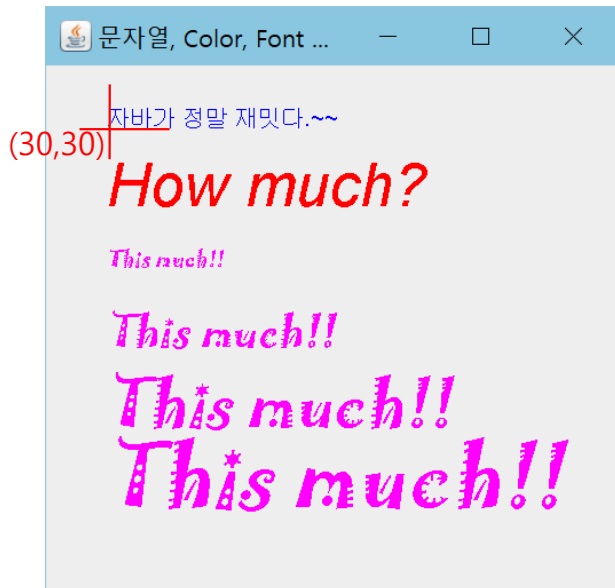 문자열, Color, Font ...
자바가 정말 재밋다.~~
(30,30)
How much?
This much!!
This much!!
This much!!
This much!!